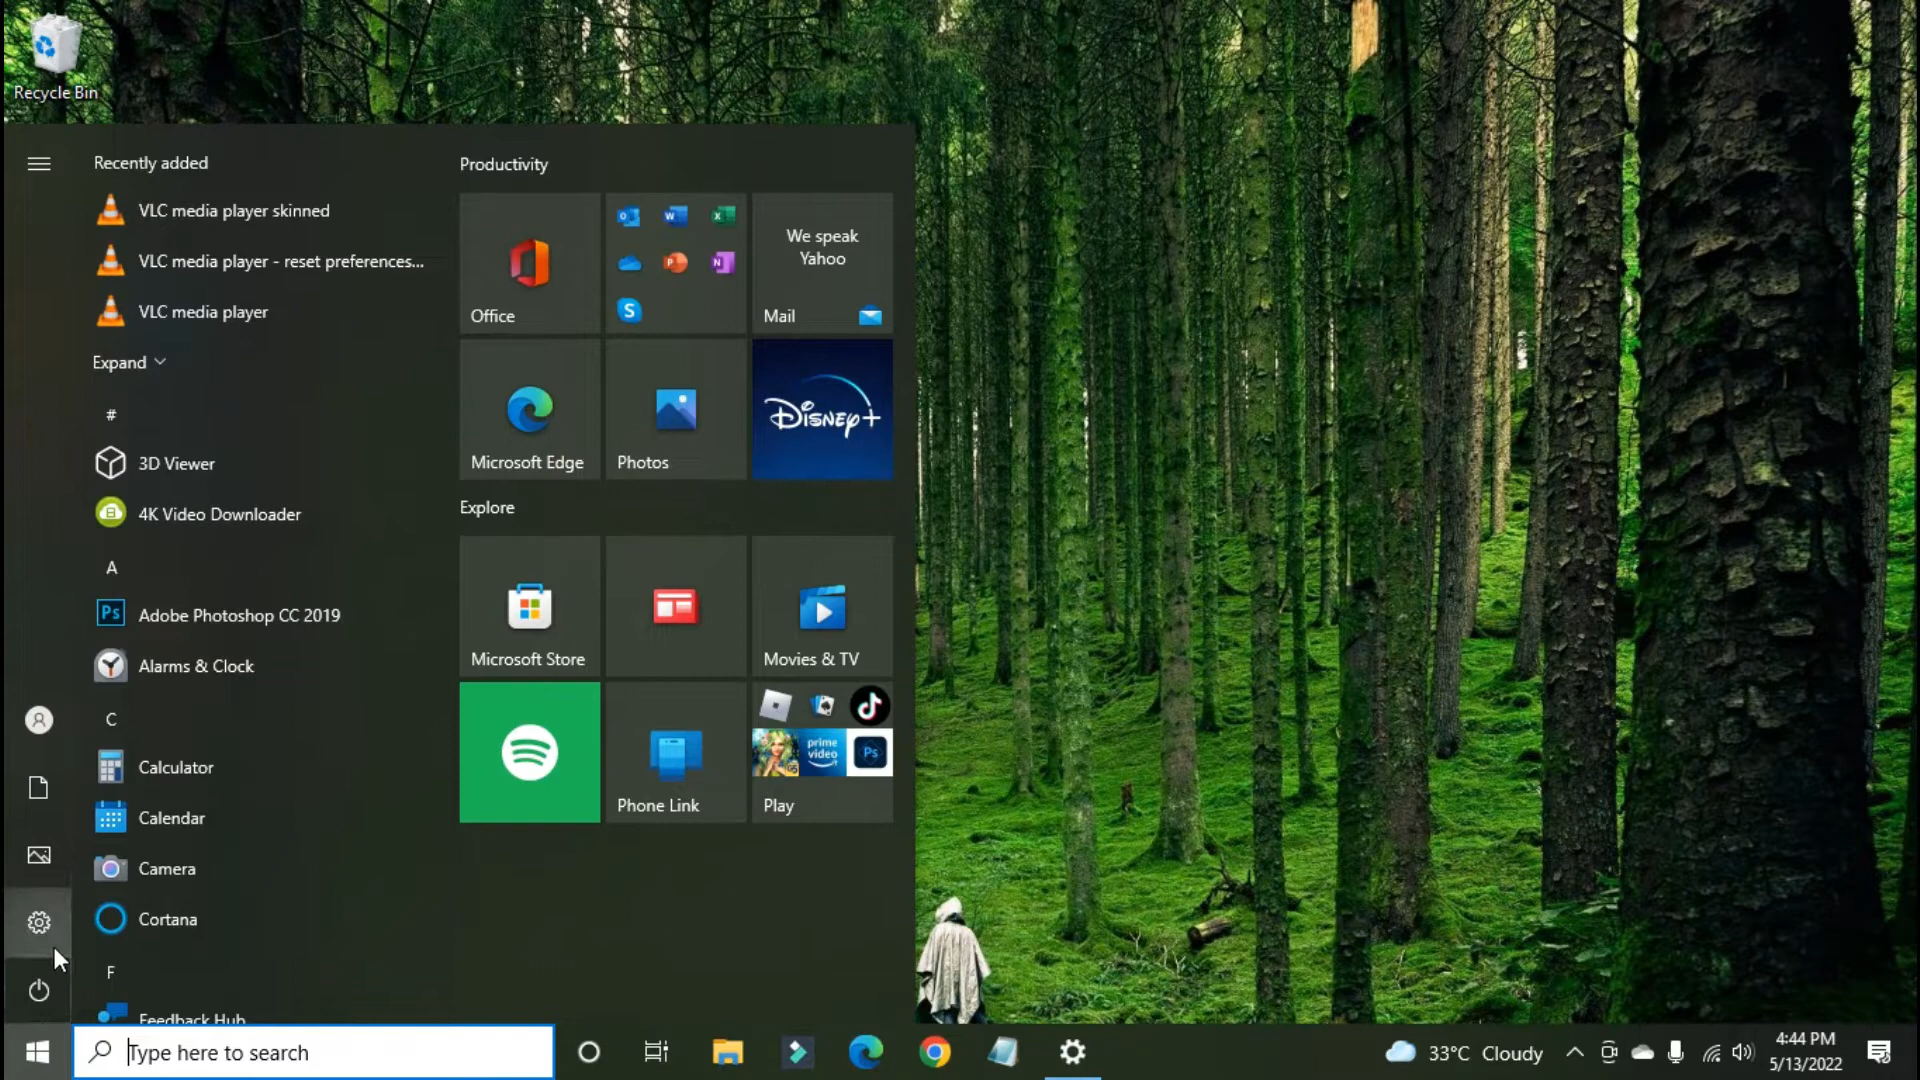 Recycle Bin
Recently added
VLC media player skinned
VLC media player - reset preferences...
VLC media player
Expand
#
3D Viewer
4K Video Downloader
A
Adobe Photoshop CC 2019
Alarms & Clock
C
Calculator
Calendar
Camera
Cortana
F
Feedback Hub
Productivity
Office
We speak
Yahoo
Mail
Microsoft Edge
Photos
Disney+
Explore
Microsoft Store
Movies & TV
Phone Link
prime
video
Play
Type here to search
33°C Cloudy
4:44 PM
5/13/2022